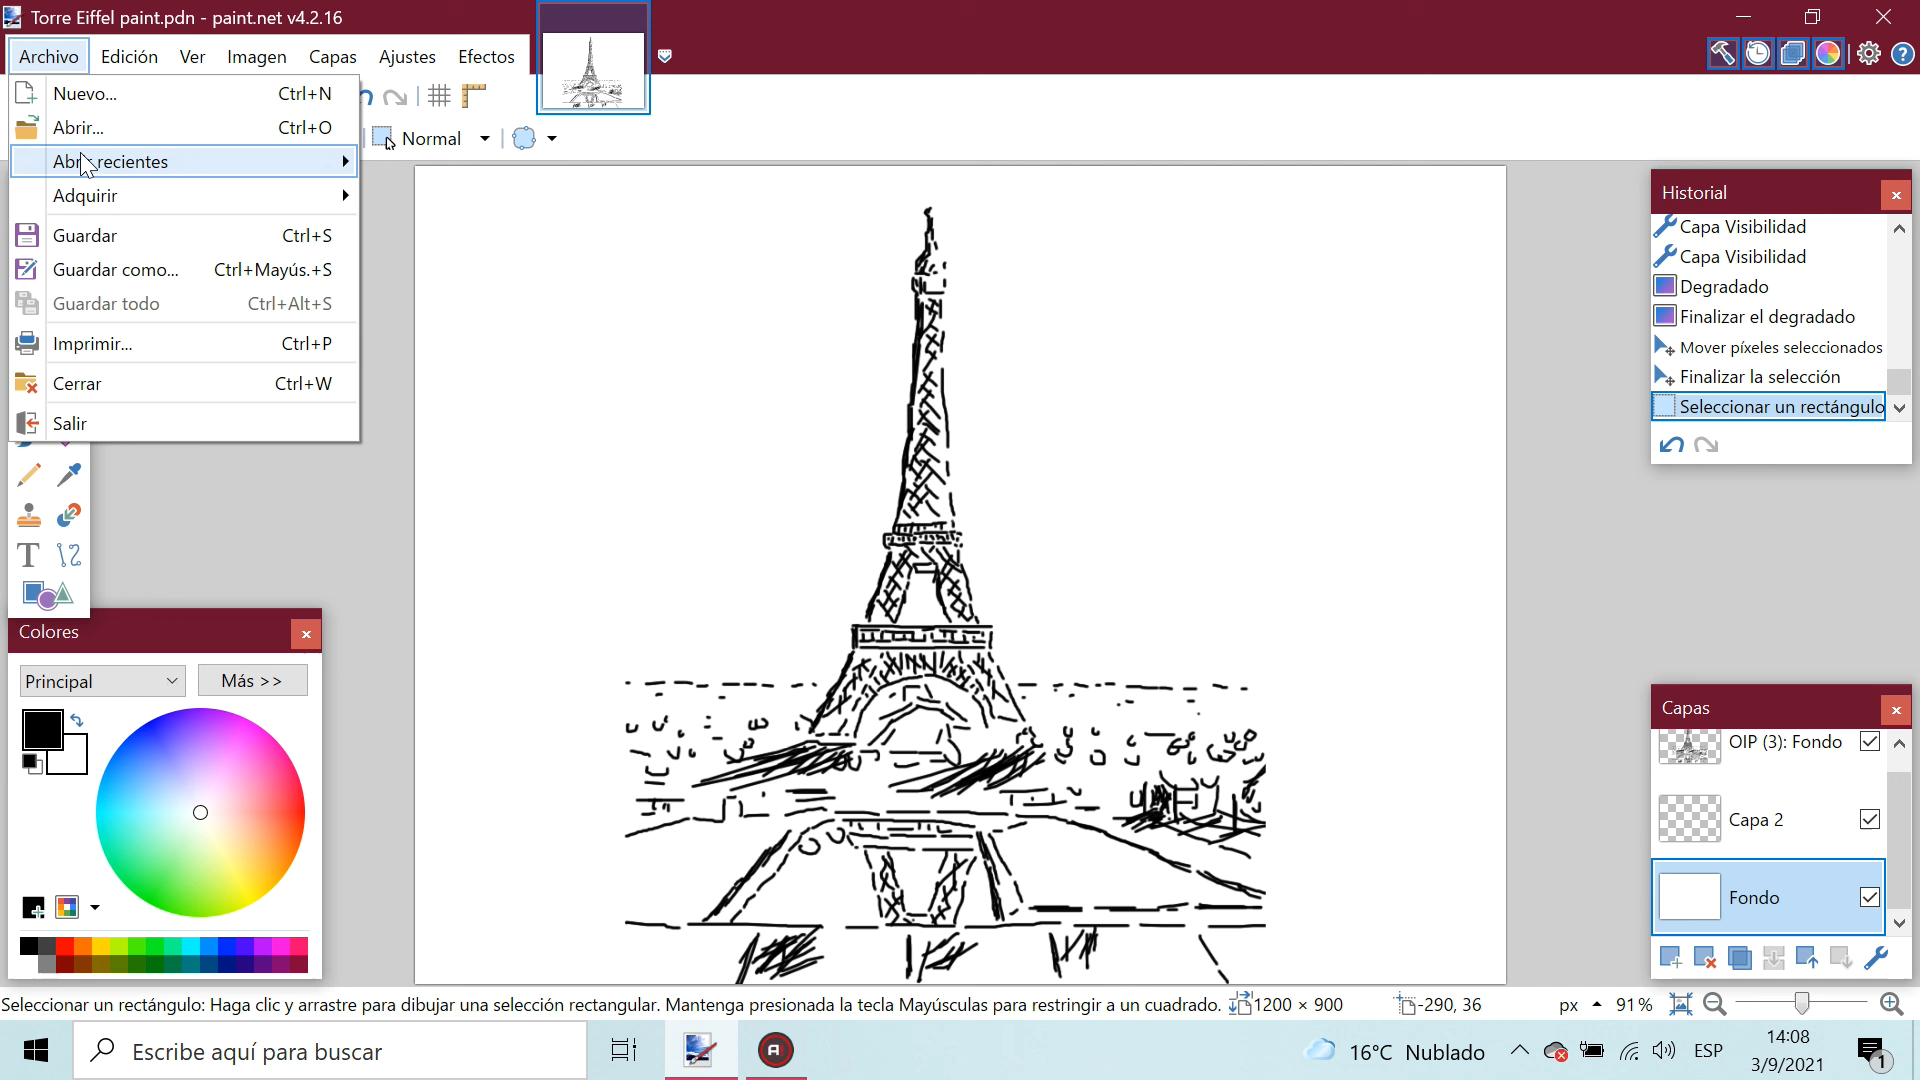 Torre Eiffel paint.pdn - paint.net v4.2.16
Archivo Edición Ver Imagen Capas Ajustes Efectos
Nuevo... Ctrl+N
Abrir... Ctrl+O
Abrir recientes
Adquirir
Guardar Ctrl+S
Guardar como... Ctrl+Mayús.+S
Guardar todo Ctrl+Alt+S
Imprimir... Ctrl+P
Cerrar Ctrl+W
Salir
Normal
Historial
Capa Visibilidad
Capa Visibilidad
Degradado
Finalizar el degradado
Mover píxeles seleccionados
Finalizar la selección
Seleccionar un rectángulo
Colores
Principal Más >>
Capas
OIP (3): Fondo
Capa 2
Fondo
Seleccionar un rectángulo: Haga clic y arrastre para dibujar una selección rectangular. Mantenga presionada la tecla Mayúsculas para restringir a un cuadrado. 1200 × 900 -290, 36 px 91%
Escribe aquí para buscar
16°C Nublado ESP
14:08
3/9/2021
1